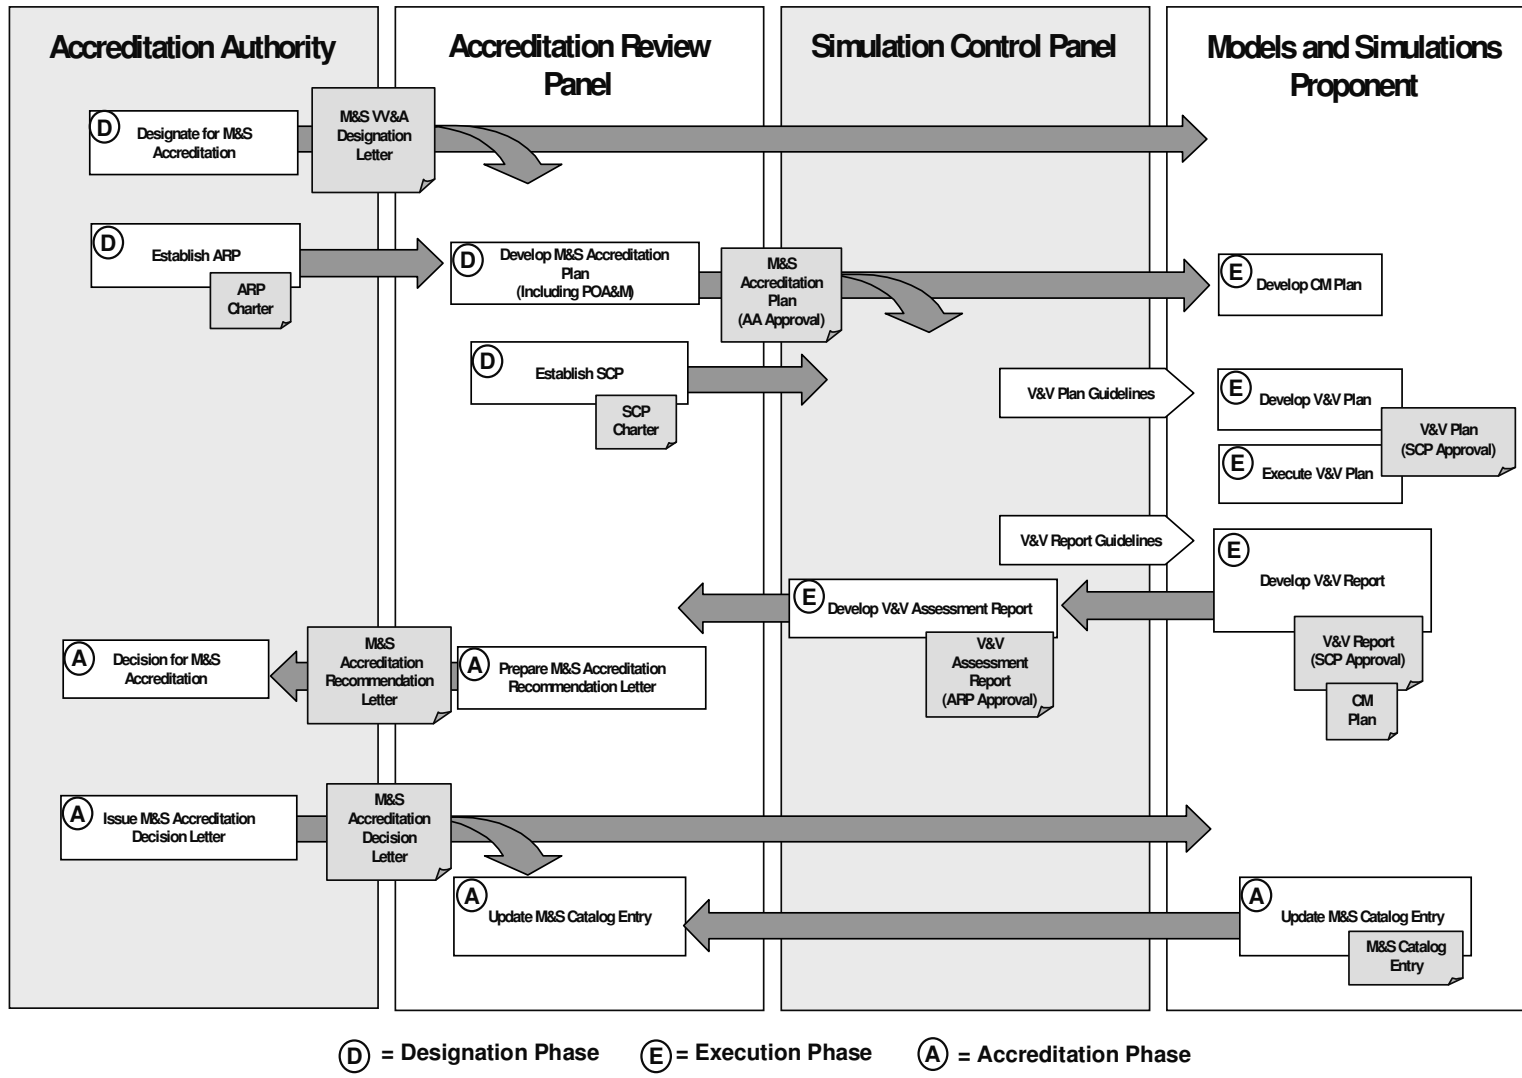 Accreditation Authority
Accreditation Review
Panel
Simulation Control Panel
Models and Simulations
Proponent
D
Designate for M&S
Accreditation
M&S VV&A
Designation
Letter
D
Establish ARP
ARP
Charter
D
Develop M&S Accreditation
Plan
(Including POA&M)
M&S
Accreditation
Plan
(AA Approval)
E
Develop CM Plan
D
Establish SCP
SCP
Charter
V&V Plan Guidelines
E
Develop V&V Plan
V&V Plan
(SCP Approval)
E
Execute V&V Plan
V&V Report Guidelines
E
Develop V&V Report
V&V Report
(SCP Approval)
CM
Plan
E
Develop V&V Assessment Report
V&V
Assessment
Report
(ARP Approval)
A
Prepare M&S Accreditation
Recommendation Letter
M&S
Accreditation
Recommendation
Letter
A
Decision for M&S
Accreditation
A
Issue M&S Accreditation
Decision Letter
M&S
Accreditation
Decision
Letter
A
Update M&S Catalog Entry
A
Update M&S Catalog Entry
M&S Catalog
Entry
D = Designation Phase
E = Execution Phase
A = Accreditation Phase